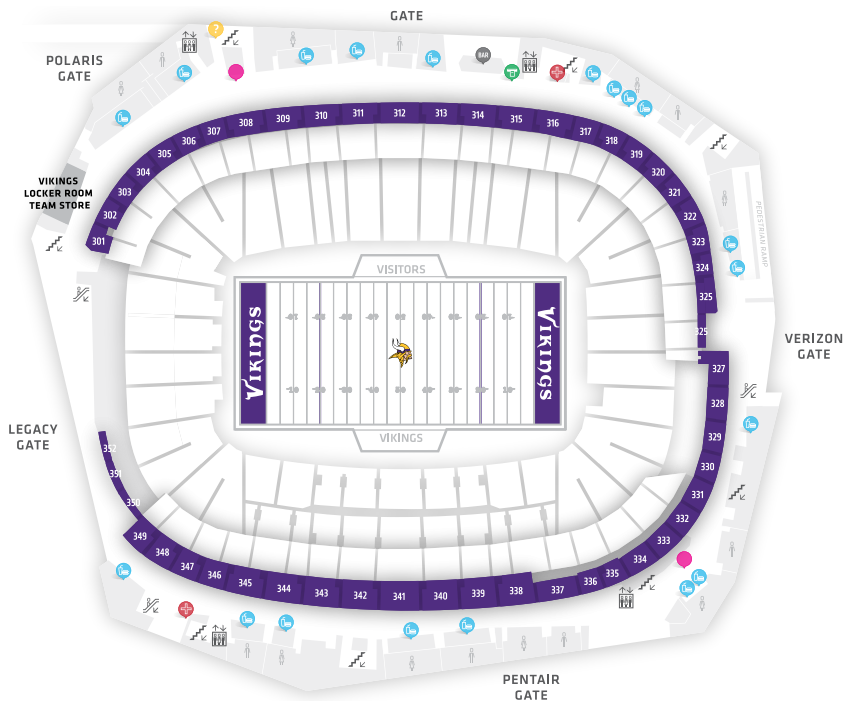 GATE
POLARIS
GATE
?
BAR
VIKINGS
LOCKER ROOM
TEAM STORE
301
302
303
304
305
306
307
308
309
310
311
312
313
314
315
316
317
318
319
320
321
322
323
324
325
325
327
328
329
330
331
332
333
334
335
336
337
338
339
340
341
342
343
344
345
346
347
348
349
350
351
352
PEDESTRIAN RAMP
VISITORS
VIKINGS
VIKINGS
VIKINGS
VERIZON
GATE
LEGACY
GATE
PENTAIR
GATE